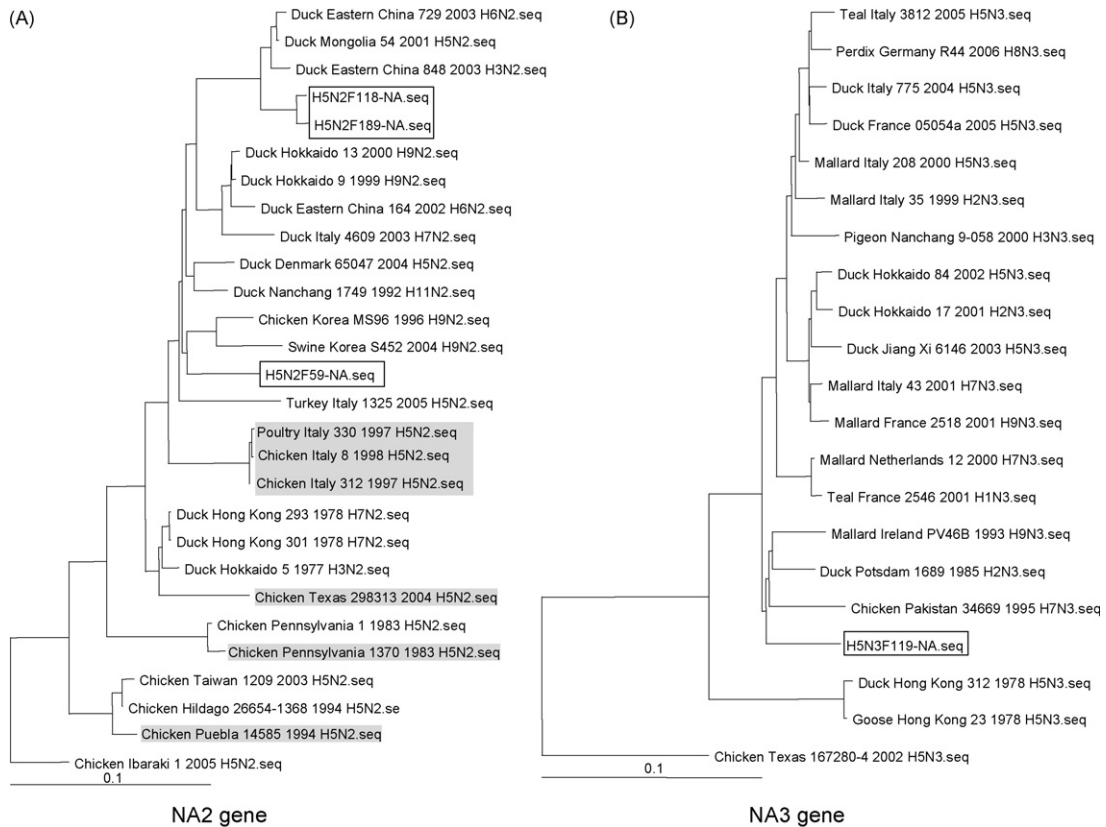 (A)
Duck Eastern China 729 2003 H6N2.seq
Duck Mongolia 54 2001 H5N2.seq
Duck Eastern China 848 2003 H3N2.seq
H5N2F118-NA.seq
H5N2F189-NA.seq
Duck Hokkaido 13 2000 H9N2.seq
Duck Hokkaido 9 1999 H9N2.seq
Duck Eastern China 164 2002 H6N2.seq
Duck Italy 4609 2003 H7N2.seq
Duck Denmark 65047 2004 H5N2.seq
Duck Nanchang 1749 1992 H11N2.seq
Chicken Korea MS96 1996 H9N2.seq
Swine Korea S452 2004 H9N2.seq
H5N2F59-NA.seq
Turkey Italy 1325 2005 H5N2.seq
Poultry Italy 330 1997 H5N2.seq
Chicken Italy 8 1998 H5N2.seq
Chicken Italy 312 1997 H5N2.seq
Duck Hong Kong 293 1978 H7N2.seq
Duck Hong Kong 301 1978 H7N2.seq
Duck Hokkaido 5 1977 H3N2.seq
Chicken Texas 298313 2004 H5N2.seq
Chicken Pennsylvania 1 1983 H5N2.seq
Chicken Pennsylvania 1370 1983 H5N2.seq
Chicken Taiwan 1209 2003 H5N2.seq
Chicken Hildago 26654-1368 1994 H5N2.se
Chicken Puebla 14585 1994 H5N2.seq
Chicken Ibaraki 1 2005 H5N2.seq
0.1
NA2 gene
(B)
Teal Italy 3812 2005 H5N3.seq
Perdix Germany R44 2006 H8N3.seq
Duck Italy 775 2004 H5N3.seq
Duck France 05054a 2005 H5N3.seq
Mallard Italy 208 2000 H5N3.seq
Mallard Italy 35 1999 H2N3.seq
Pigeon Nanchang 9-058 2000 H3N3.seq
Duck Hokkaido 84 2002 H5N3.seq
Duck Hokkaido 17 2001 H2N3.seq
Duck Jiang Xi 6146 2003 H5N3.seq
Mallard Italy 43 2001 H7N3.seq
Mallard France 2518 2001 H9N3.seq
Mallard Netherlands 12 2000 H7N3.seq
Teal France 2546 2001 H1N3.seq
Mallard Ireland PV46B 1993 H9N3.seq
Duck Potsdam 1689 1985 H2N3.seq
Chicken Pakistan 34669 1995 H7N3.seq
H5N3F119-NA.seq
Duck Hong Kong 312 1978 H5N3.seq
Goose Hong Kong 23 1978 H5N3.seq
Chicken Texas 167280-4 2002 H5N3.seq
0.1
NA3 gene